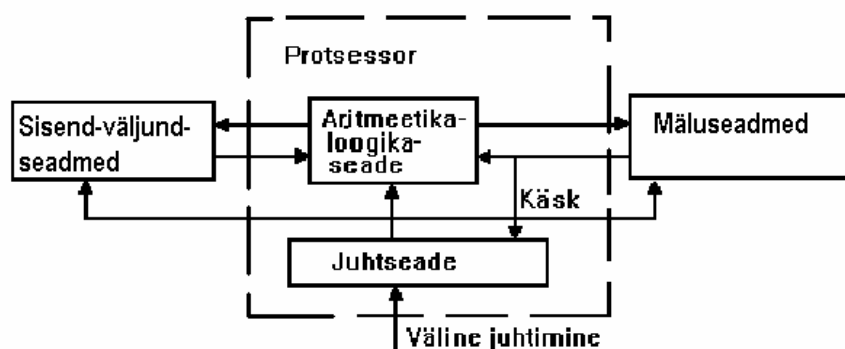 Protsessor
Sisend-väljund-
seadmed
Aritmeetika-
loogika-
seade
Mäluseadmed
Käsk
Juhtseade
Väline juhtimine